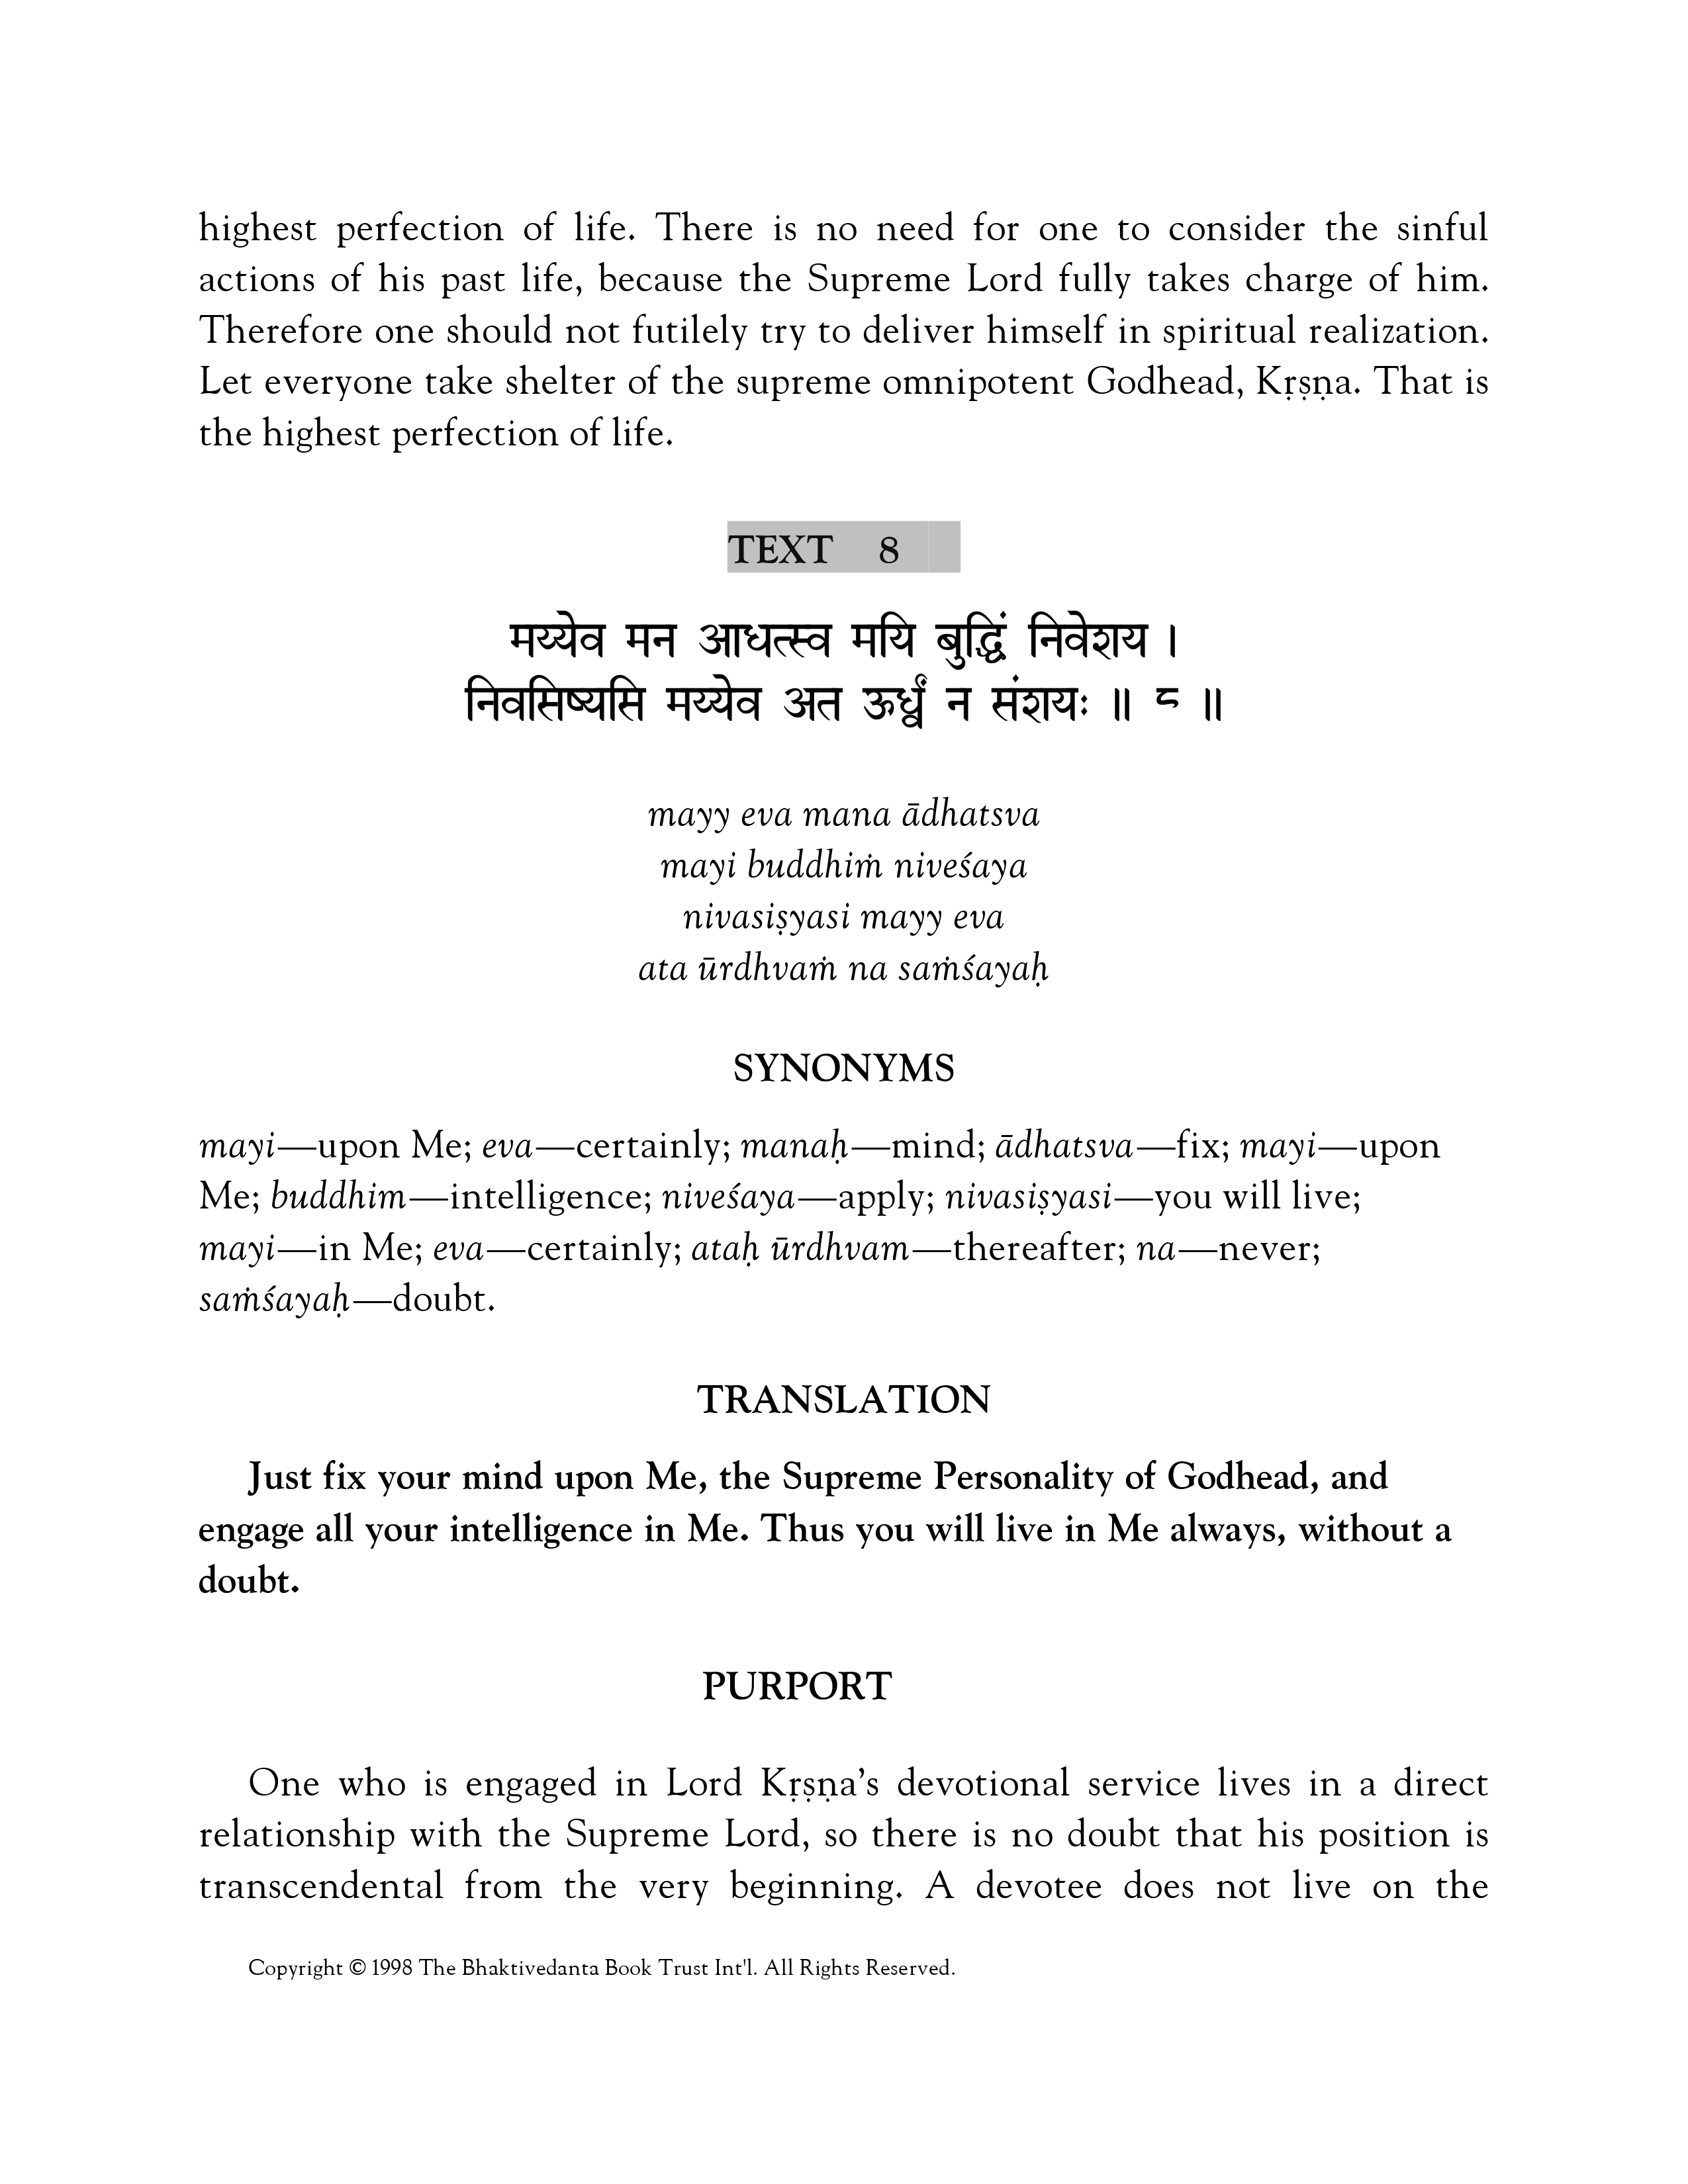 highest perfection of life. There is no need for one to consider the sinful
actions of his past life, because the Supreme Lord fully takes charge of him.
Therefore one should not futilely try to deliver himself in spiritual realization.
Let everyone take shelter of the supreme omnipotent Godhead, Kṛṣṇa. That is
the highest perfection of life.
TEXT 8
मय्येव मन आधत्स्व मयि बुद्धिं निवेशय ।
निवसिष्यसि मय्येव अत ऊर्ध्वं न संशयः ॥ ८ ॥
mayy eva mana ādhatsva
mayi buddhiṁ niveśaya
nivasiṣyasi mayy eva
ata ūrdhvaṁ na saṁśayaḥ
SYNONYMS
mayi—upon Me; eva—certainly; manaḥ—mind; ādhatsva—fix; mayi—upon
Me; buddhim—intelligence; niveśaya—apply; nivasiṣyasi—you will live;
mayi—in Me; eva—certainly; ataḥ ūrdhvam—thereafter; na—never;
saṁśayaḥ—doubt.
TRANSLATION
Just fix your mind upon Me, the Supreme Personality of Godhead, and
engage all your intelligence in Me. Thus you will live in Me always, without a
doubt.
PURPORT
One who is engaged in Lord Kṛṣṇa's devotional service lives in a direct
relationship with the Supreme Lord, so there is no doubt that his position is
transcendental from the very beginning. A devotee does not live on the
Copyright © 1998 The Bhaktivedanta Book Trust Int'l. All Rights Reserved.